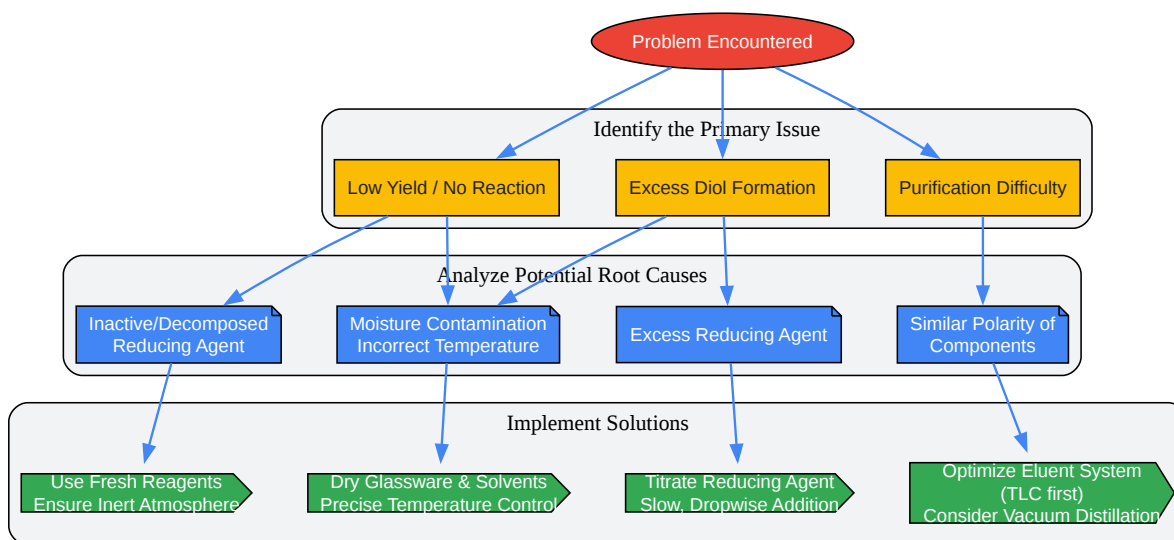 Problem Encountered
Identify the Primary Issue
Low Yield / No Reaction
Excess Diol Formation
Purification Difficulty
Analyze Potential Root Causes
Inactive/Decomposed
Reducing Agent
Moisture Contamination
Incorrect Temperature
Excess Reducing Agent
Similar Polarity of
Components
Implement Solutions
Use Fresh Reagents
Ensure Inert Atmosphere
Dry Glassware & Solvents
Precise Temperature Control
Titrate Reducing Agent
Slow, Dropwise Addition
Optimize Eluent System
(TLC first)
Consider Vacuum Distillation